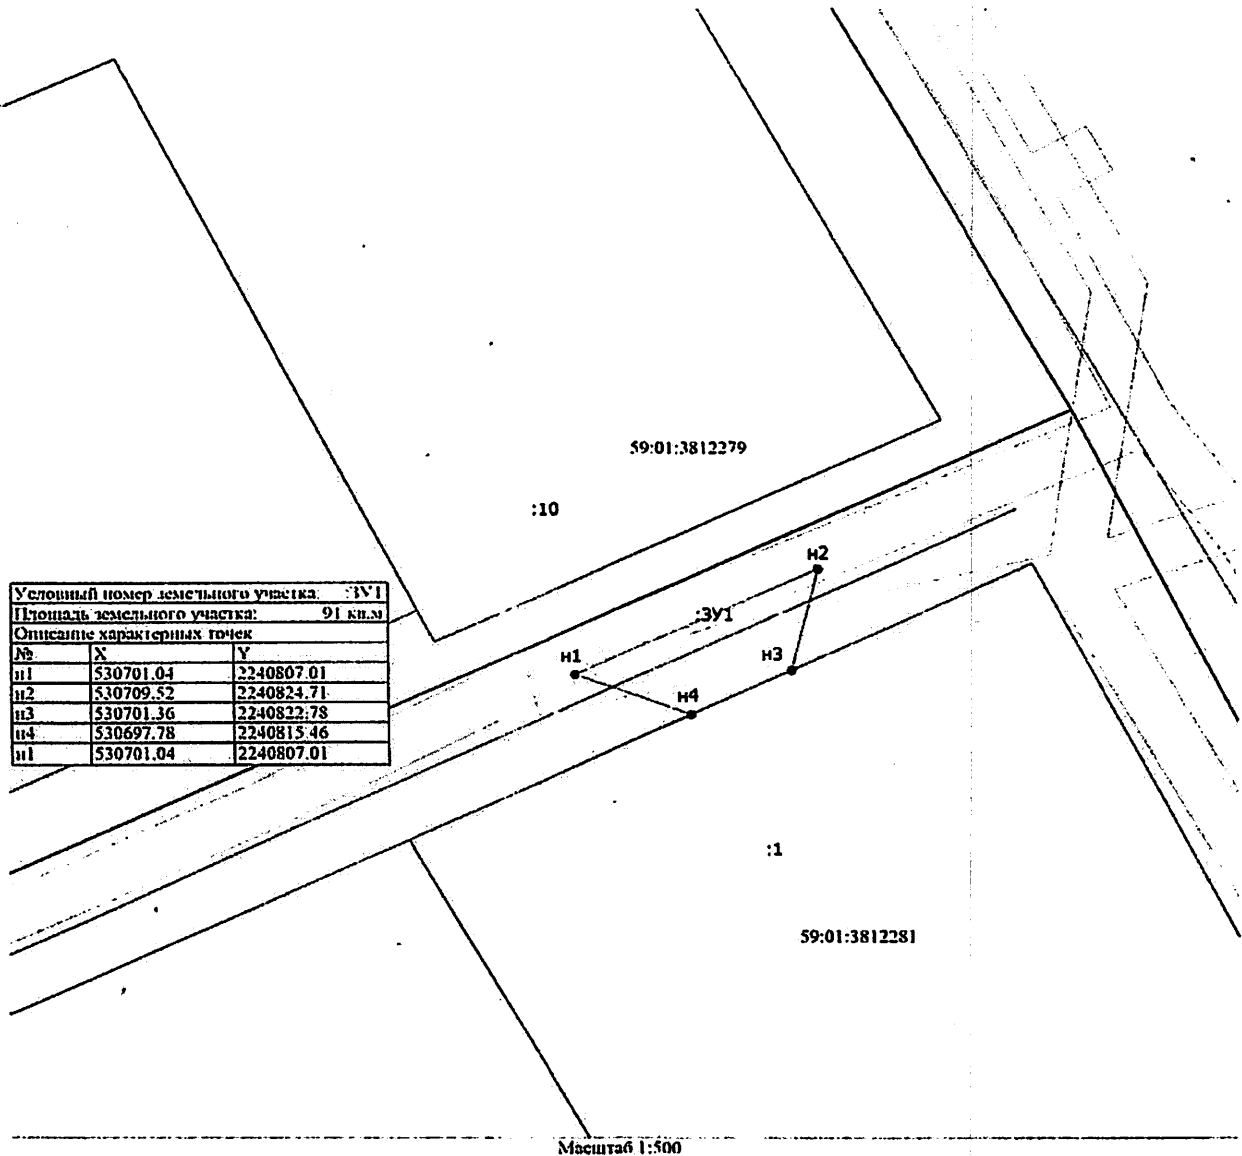 59:01:3812279
:10
н2
Условный номер земельного участка: :ЗУ1
Площадь земельного участка: 91 кв.м
Описание характерных точек
№ X Y
н1 530701.04 2240807.01
н2 530709.52 2240824.71
н3 530701.36 2240822.78
н4 530697.78 2240815.46
н1 530701.04 2240807.01
:ЗУ1
н1
н3
н4
:1
59:01:3812281
Масштаб 1:500